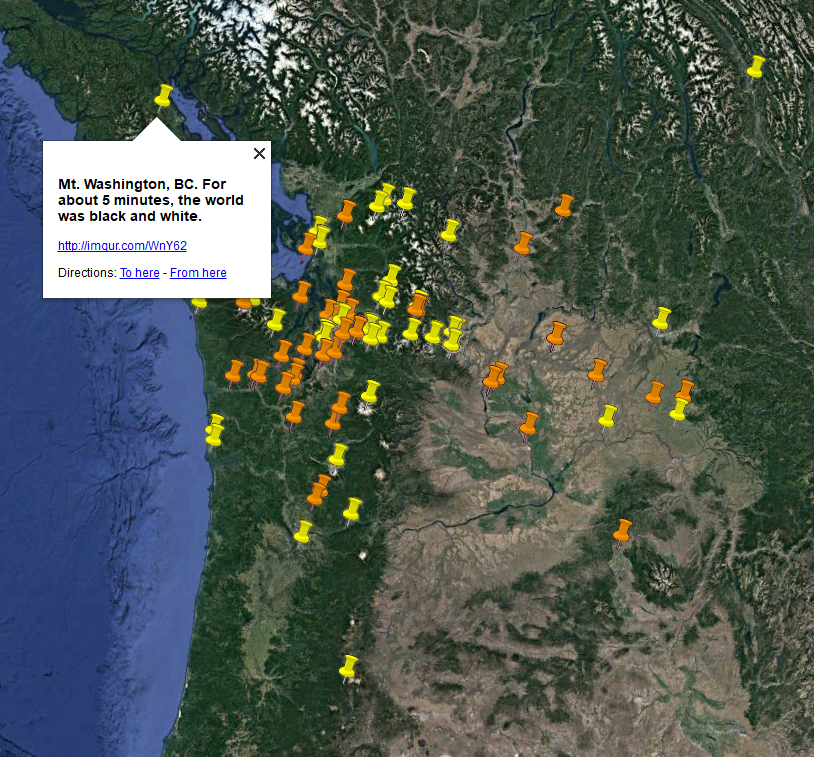 Mt. Washington, BC. For
about 5 minutes, the world
was black and white.
http://imgur.com/WnY62
Directions: To here - From here